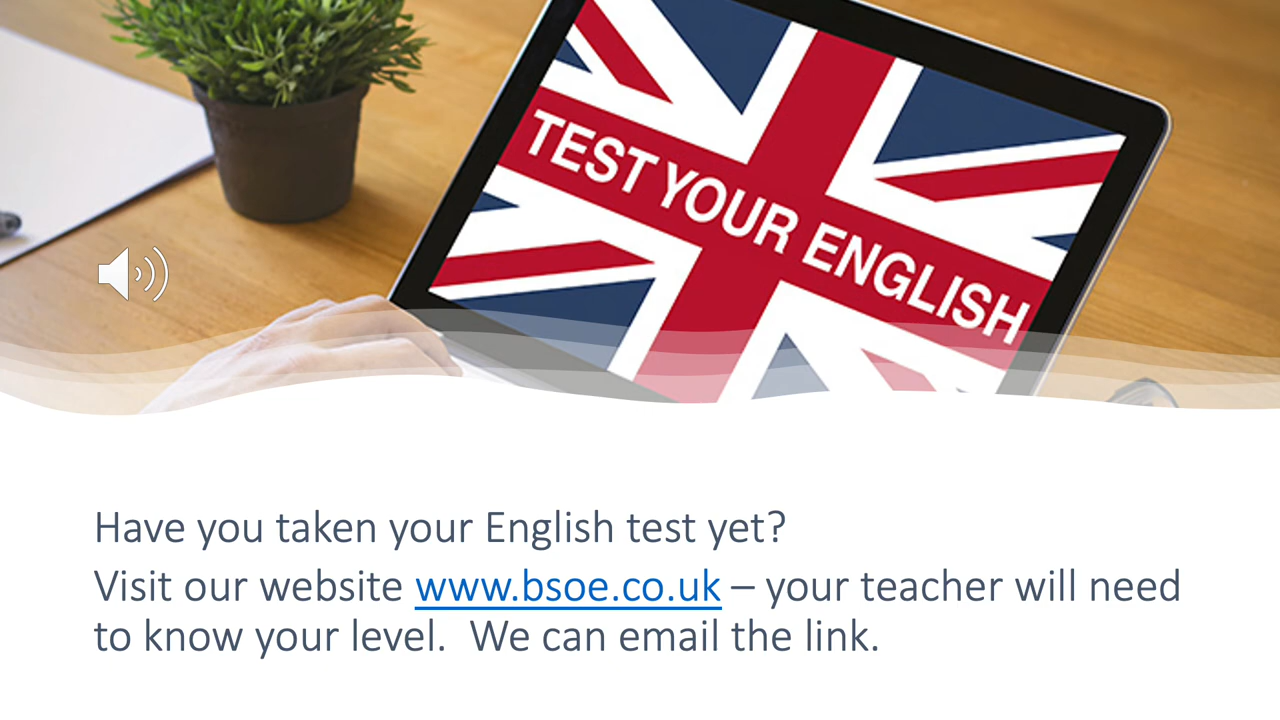 TEST YOUR ENGLISH
Have you taken your English test yet?
Visit our website www.bsoe.co.uk – your teacher will need
to know your level.  We can email the link.